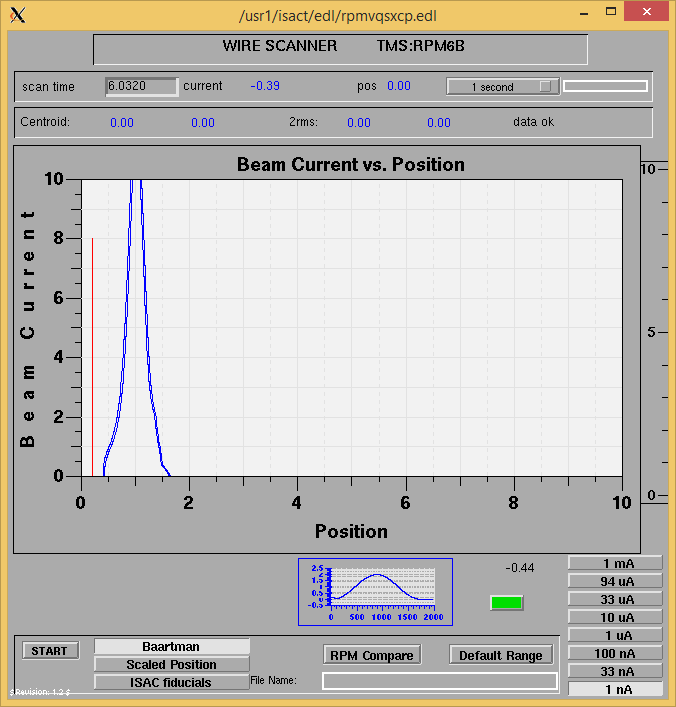 /usr1/isact/edl/rpmvqsxcp.edl
WIRE SCANNER TMS:RPM6B
scan time 6.0320 current -0.39 pos 0.00 1 second
Centroid: 0.00 0.00 2rms: 0.00 0.00 data ok
Beam Current vs. Position
10
8
6
4
2
0
Beam Current
0 2 4 6 8 10
Position
10
5
0
2.5
1.5
0.5
-0.5
0 500 1000 1500 2000
-0.44
1 mA
94 uA
33 uA
10 uA
1 uA
100 nA
33 nA
1 nA
START
Baartman
Scaled Position
ISAC fiducials
RPM Compare
Default Range
File Name:
$Revision: 1.2 $